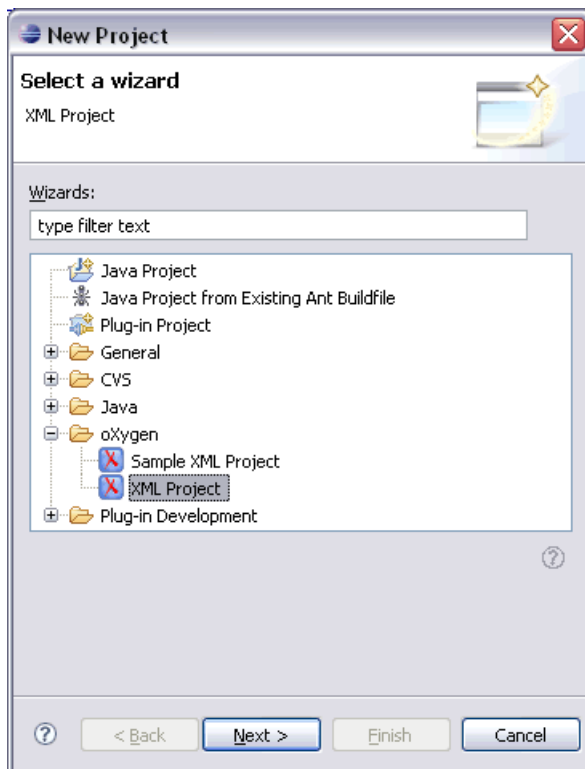 New Project
Select a wizard
XML Project
Wizards:
type filter text
Java Project
Java Project from Existing Ant Buildfile
Plug-in Project
General
CVS
Java
oXygen
Sample XML Project
XML Project
Plug-in Development
< Back Next > Finish Cancel